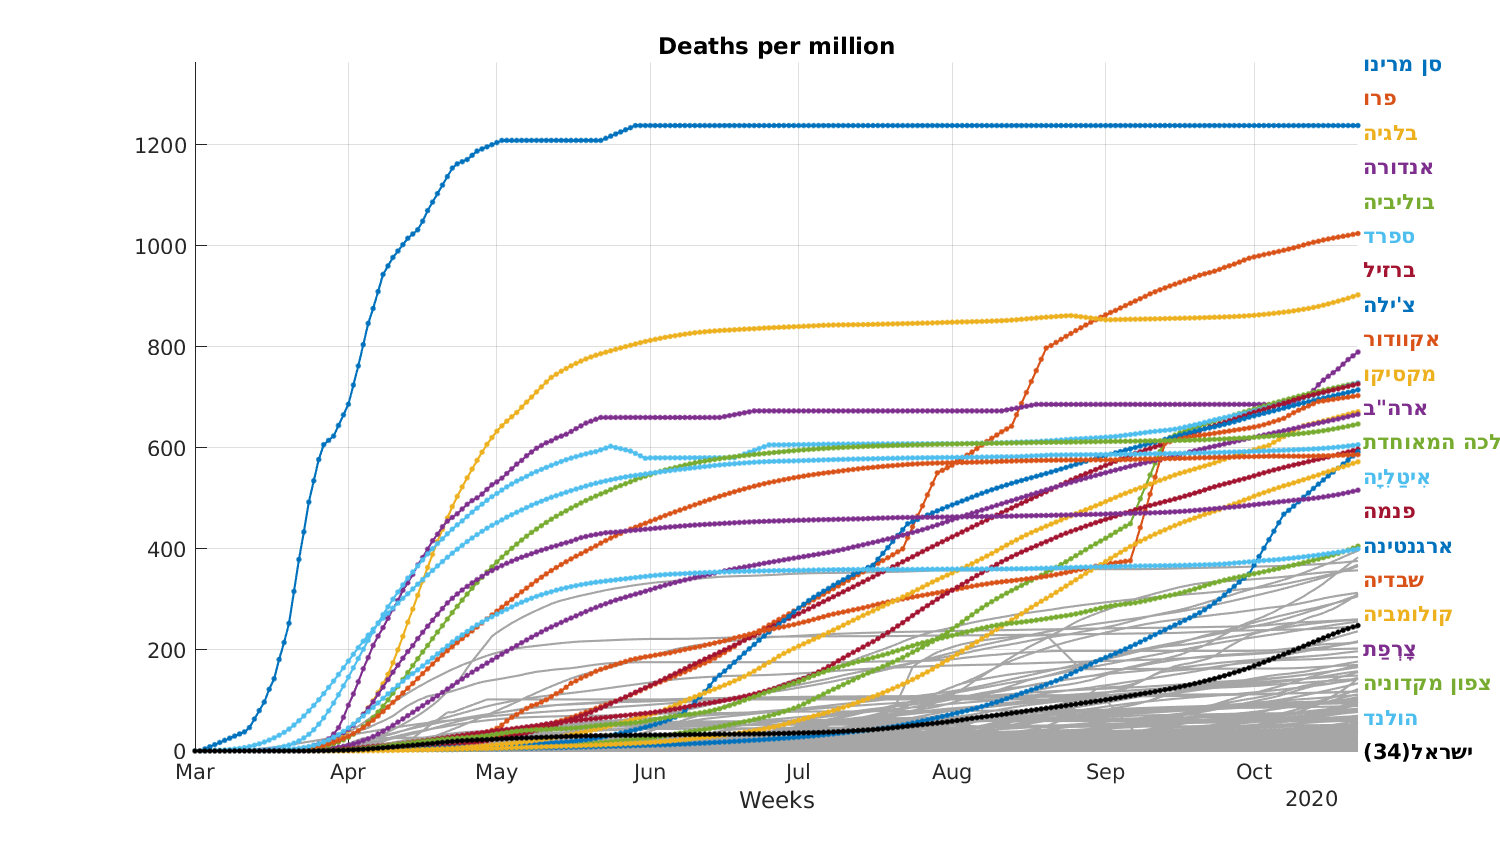 Deaths per million
1200
1000
800
600
400
200
0
Mar
Apr
May
Jun
Jul
Aug
Sep
Oct
Weeks
2020
סן מרינו
פרו
בלגיה
אנדורה
בוליביה
ספרד
ברזיל
צ'ילה
אקוודור
מקסיקו
ארה"ב
לכה המאוחדת
אִיטַלְיָה
פנמה
ארגנטינה
שבדיה
קולומביה
צָרְפַת
צפון מקדוניה
הולנד
ישראל(34)